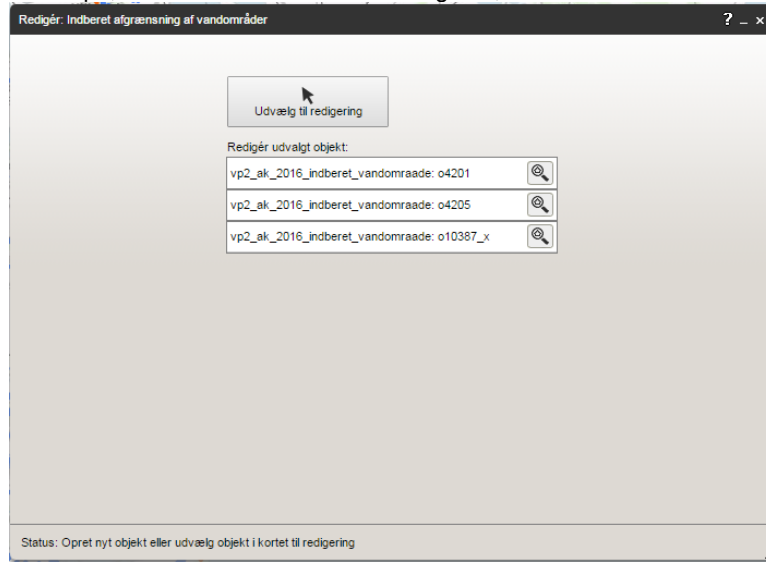 Redigér: Indberet afgrænsning af vandområder ? _ ×
Udvælg til redigering
Redigér udvalgt objekt:
vp2_ak_2016_indberet_vandomraade: o4201
vp2_ak_2016_indberet_vandomraade: o4205
vp2_ak_2016_indberet_vandomraade: o10387_x
Status: Opret nyt objekt eller udvælg objekt i kortet til redigering